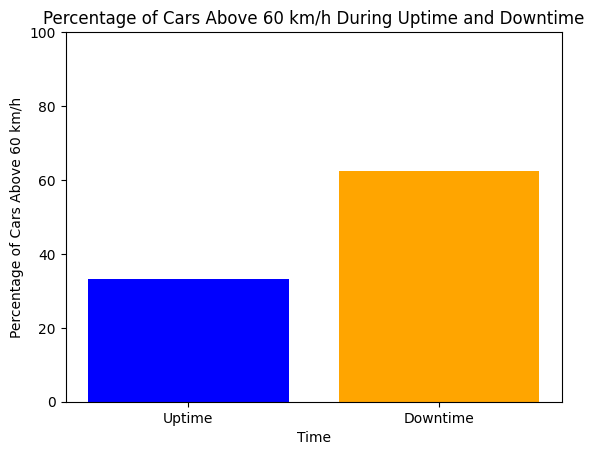 Percentage of Cars Above 60 km/h During Uptime and Downtime
Percentage of Cars Above 60 km/h
100
80
60
40
20
0
Uptime
Downtime
Time